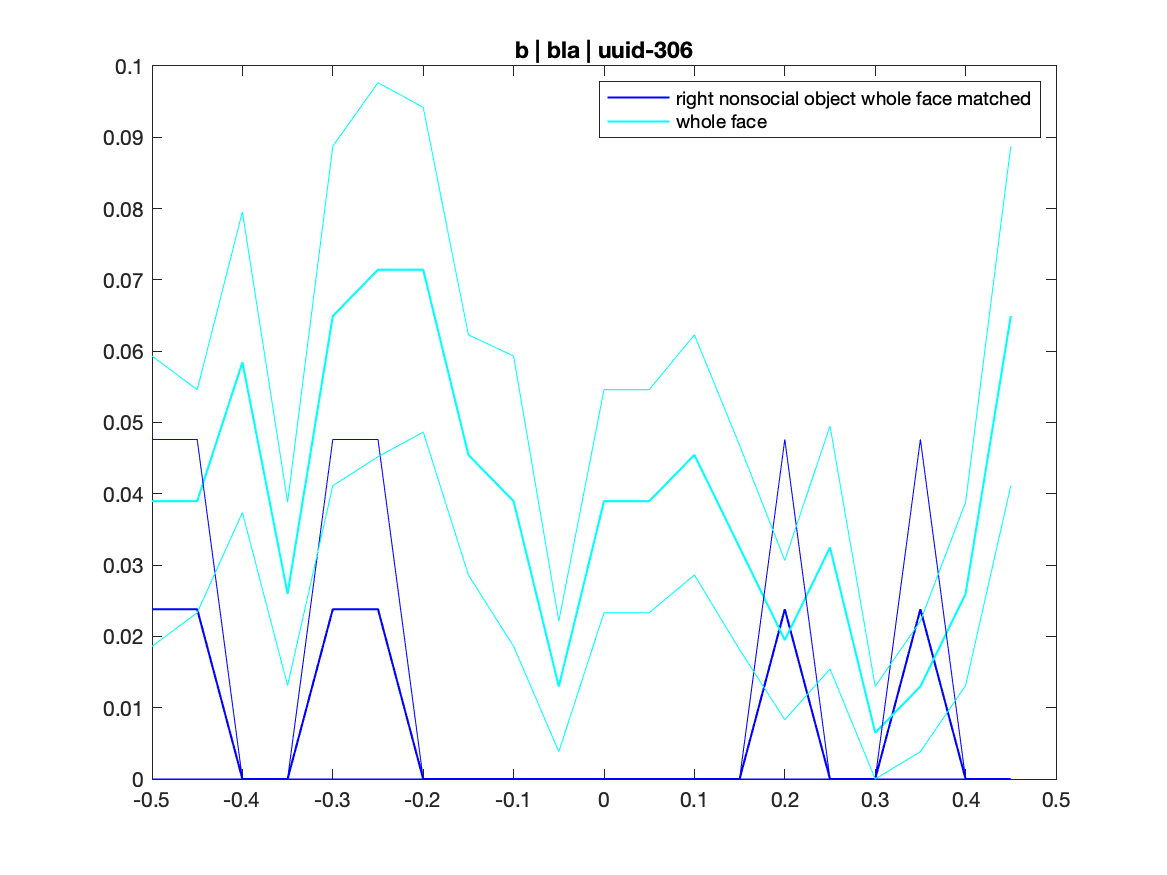 b | bla | uuid-306
right nonsocial object whole face matched
whole face
0.1
0.09
0.08
0.07
0.06
0.05
0.04
0.03
0.02
0.01
0
-0.5 -0.4 -0.3 -0.2 -0.1 0 0.1 0.2 0.3 0.4 0.5